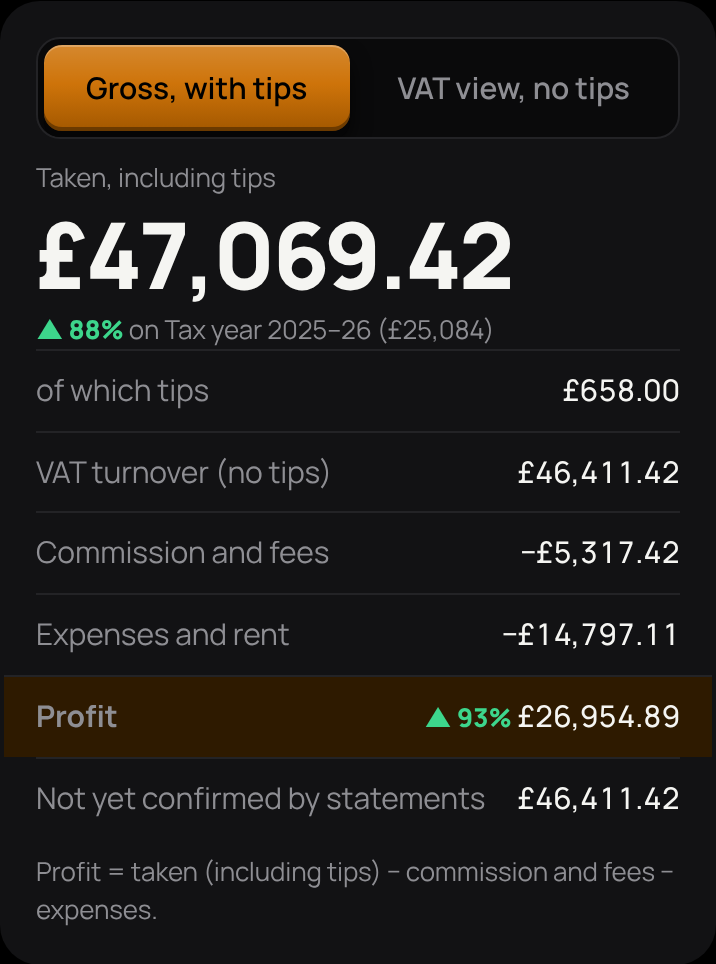 Gross, with tips VAT view, no tips
Taken, including tips
£47,069.42
▲ 88% on Tax year 2025–26 (£25,084)
of which tips £658.00
VAT turnover (no tips) £46,411.42
Commission and fees −£5,317.42
Expenses and rent −£14,797.11
Profit ▲ 93% £26,954.89
Not yet confirmed by statements £46,411.42
Profit = taken (including tips) − commission and fees −
expenses.